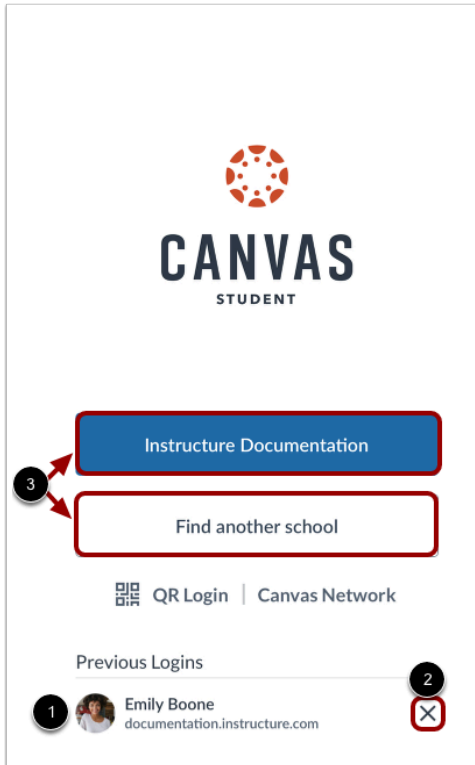 CANVAS
STUDENT
Instructure Documentation
3
Find another school
QR Login | Canvas Network
Previous Logins
2
1
Emily Boone
documentation.instructure.com